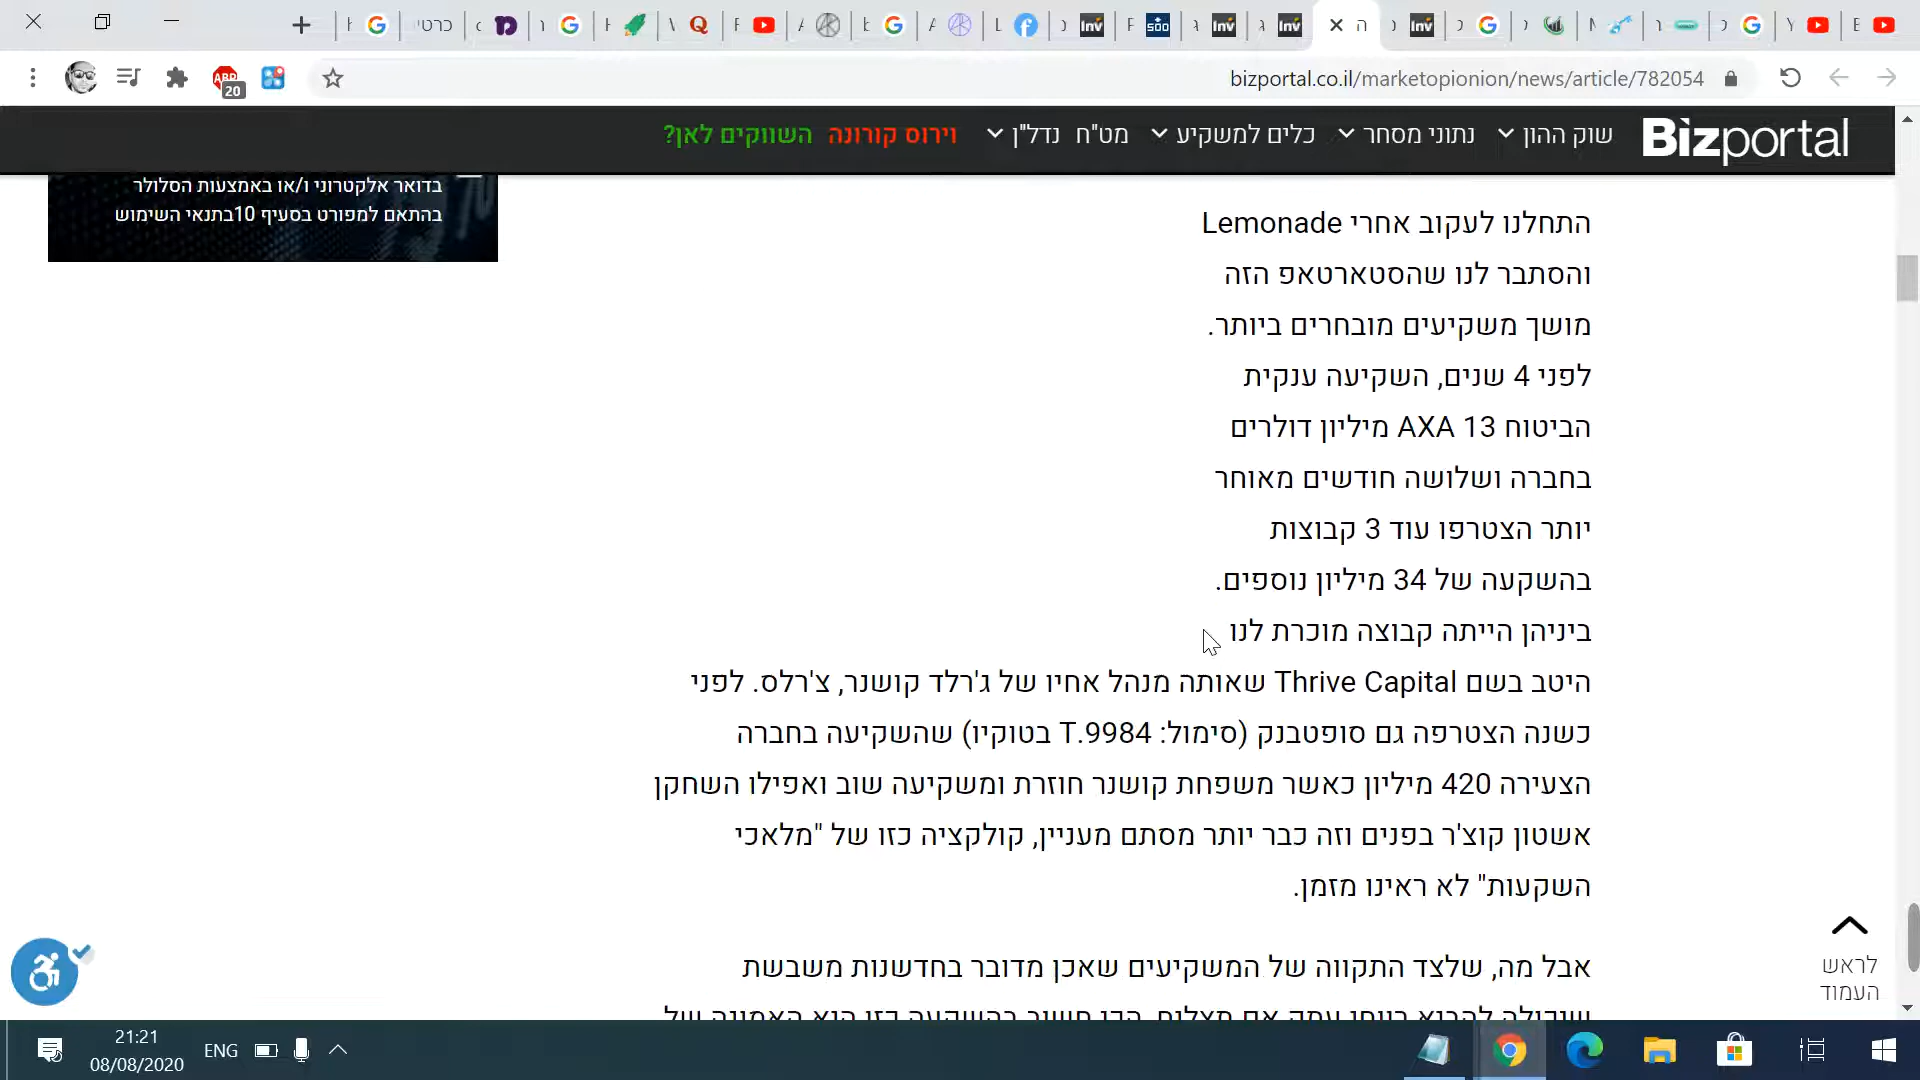 כרטי
20
bizportal.co.il/marketopionion/news/article/782054
Bizportal
שוק ההון
נתוני מסחר
כלים למשקיע
מט"ח
נדל"ן
וירוס קורונה
השווקים לאן?
בדואר אלקטרוני ו/או באמצעות הסלולר
בהתאם למפורט בסעיף 10בתנאי השימוש
התחלנו לעקוב אחרי Lemonade
והסתבר לנו שהסטארטאפ הזה
מושך משקיעים מובחרים ביותר.
לפני 4 שנים, השקיעה ענקית
הביטוח AXA 13 מיליון דולרים
בחברה ושלושה חודשים מאוחר
יותר הצטרפו עוד 3 קבוצות
בהשקעה של 34 מיליון נוספים.
ביניהן הייתה קבוצה מוכרת לנו
היטב בשם Thrive Capital שאותה מנהל אחיו של ג'רלד קושנר, צ'רלס. לפני
כשנה הצטרפה גם סופטבנק (סימול: T.9984 בטוקיו) שהשקיעה בחברה
הצעירה 420 מיליון כאשר משפחת קושנר חוזרת ומשקיעה שוב ואפילו השחקן
אשטון קוצ'ר בפנים וזה כבר יותר מסתם מעניין, קולקציה כזו של "מלאכי
השקעות" לא ראינו מזמן.
אבל מה, שלצד התקווה של המשקיעים שאכן מדובר בחדשנות משבשת
לראש
העמוד
21:21
08/08/2020
ENG